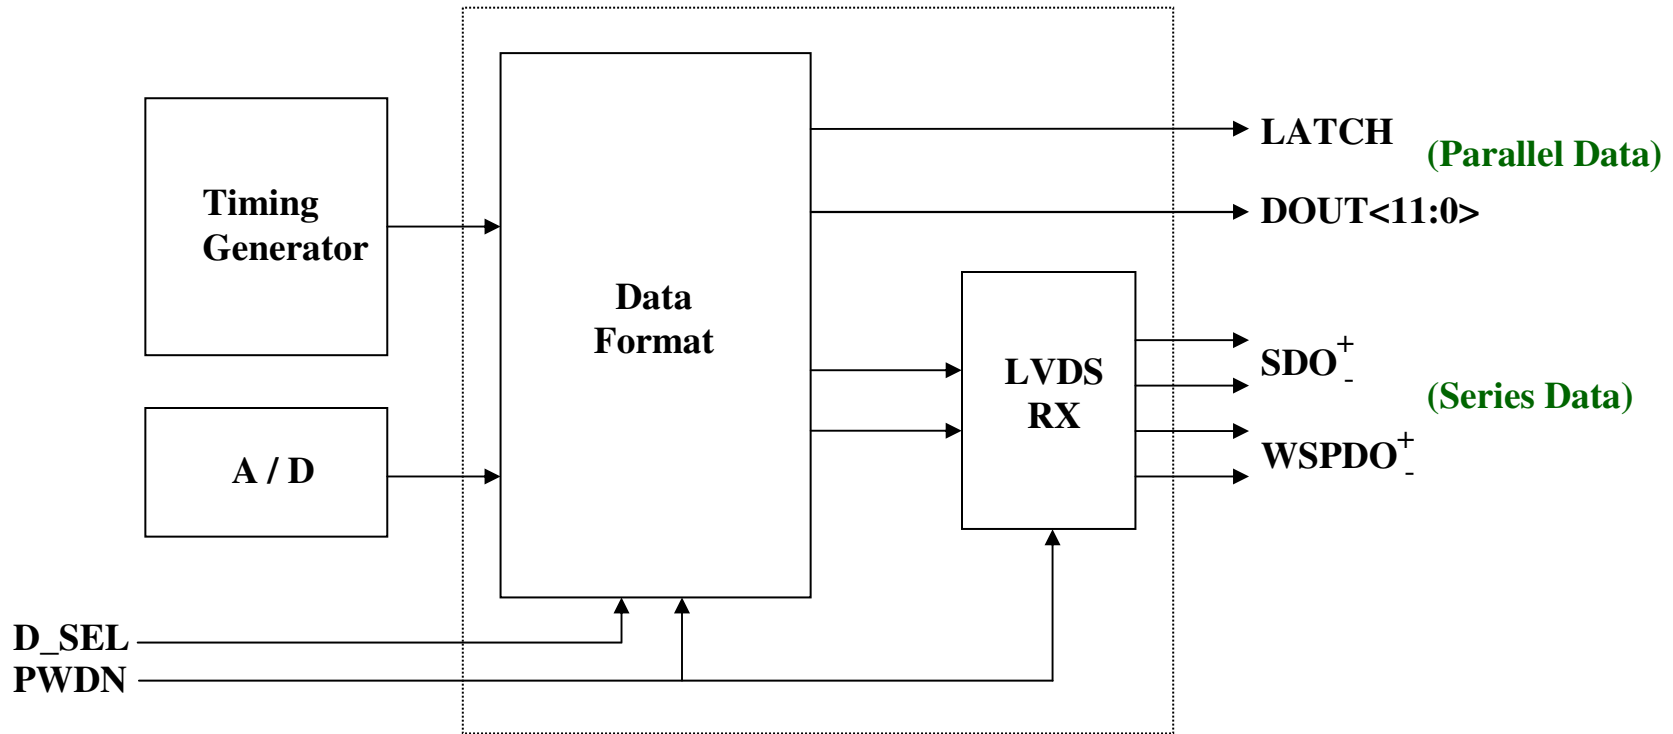 LATCH
(Parallel Data)
Timing
Generator
DOUT<11:0>
Data
Format
LVDS
RX
SDO+-
(Series Data)
WSPDO+-
A / D
D_SEL
PWDN